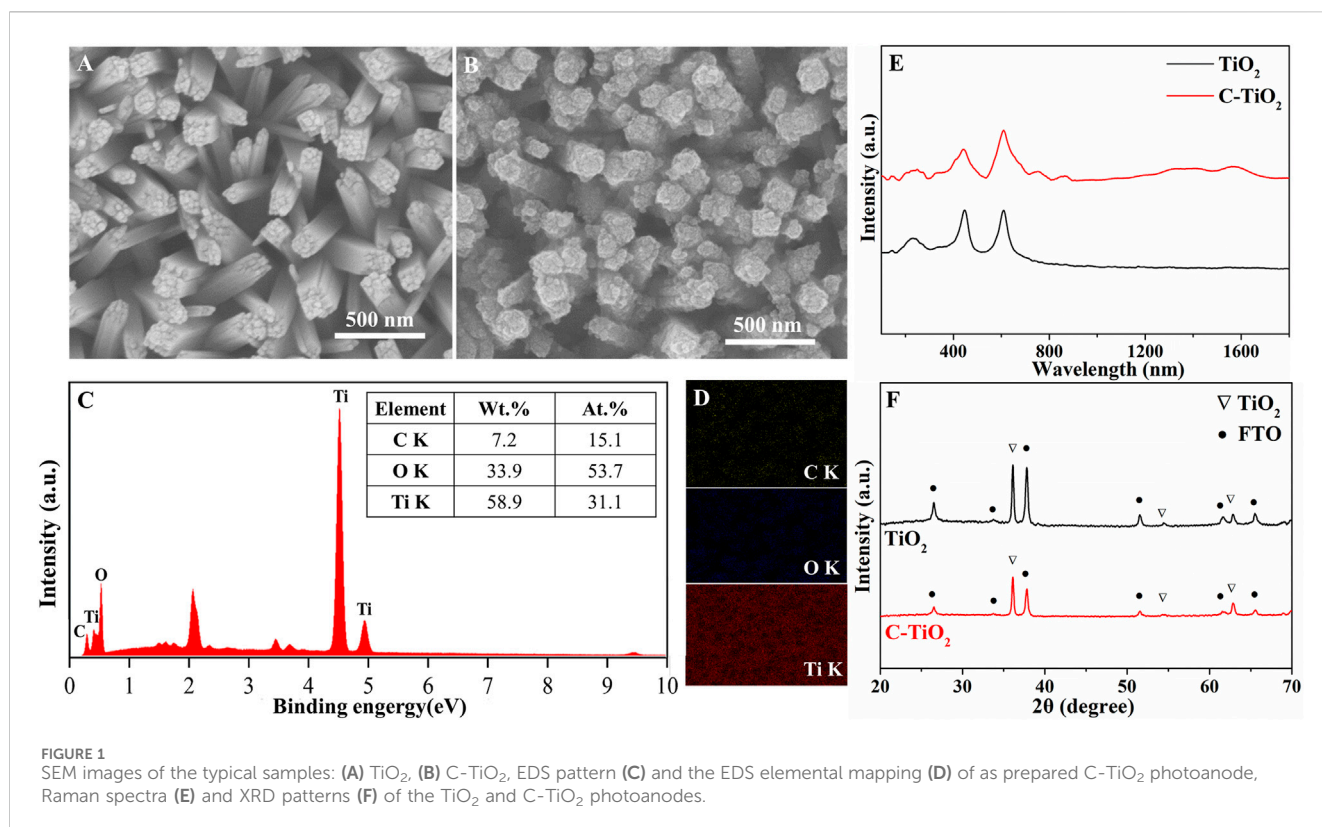 A
500 nm
B
500 nm
C
Intensity (a.u.)
C
Ti
O
Ti
Ti
Element Wt.% At.%
C K 7.2 15.1
O K 33.9 53.7
Ti K 58.9 31.1
0 1 2 3 4 5 6 7 8 9 10
Binding engergy(eV)
D
C K
O K
Ti K
E
TiO₂
C-TiO₂
Intensity (a.u.)
400 800 1200 1600
Wavelength (nm)
F
▽ TiO₂
● FTO
Intensity (a.u.)
TiO₂
C-TiO₂
20 30 40 50 60 70
2θ (degree)
FIGURE 1
SEM images of the typical samples: (A) TiO₂, (B) C-TiO₂, EDS pattern (C) and the EDS elemental mapping (D) of as prepared C-TiO₂ photoanode,
Raman spectra (E) and XRD patterns (F) of the TiO₂ and C-TiO₂ photoanodes.